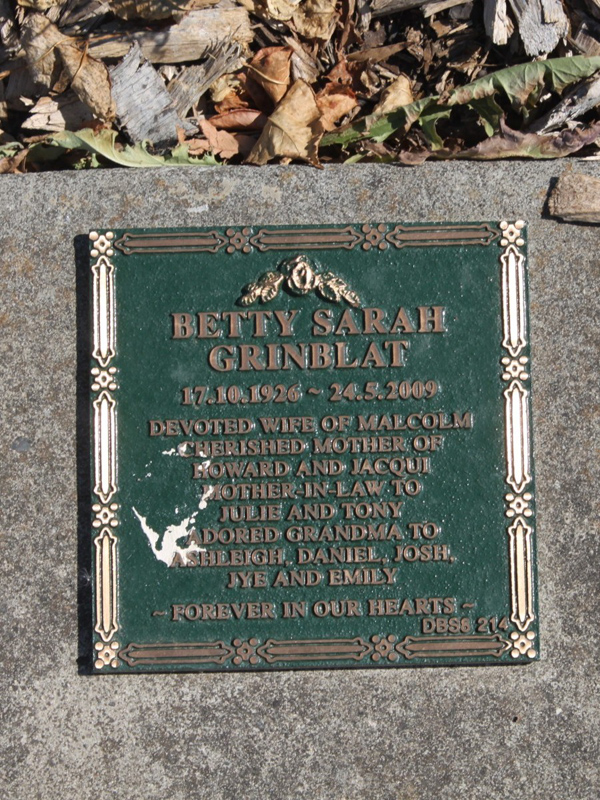 BETTY SARAH
GRINBLAT
17.10.1926 ~ 24.5.2009
DEVOTED WIFE OF MALCOLM
CHERISHED MOTHER OF
HOWARD AND JACQUI
MOTHER-IN-LAW TO
JULIE AND TONY
ADORED GRANDMA TO
ASHLEIGH, DANIEL, JOSH,
JYE AND EMILY
~ FOREVER IN OUR HEARTS ~
DBS6 214